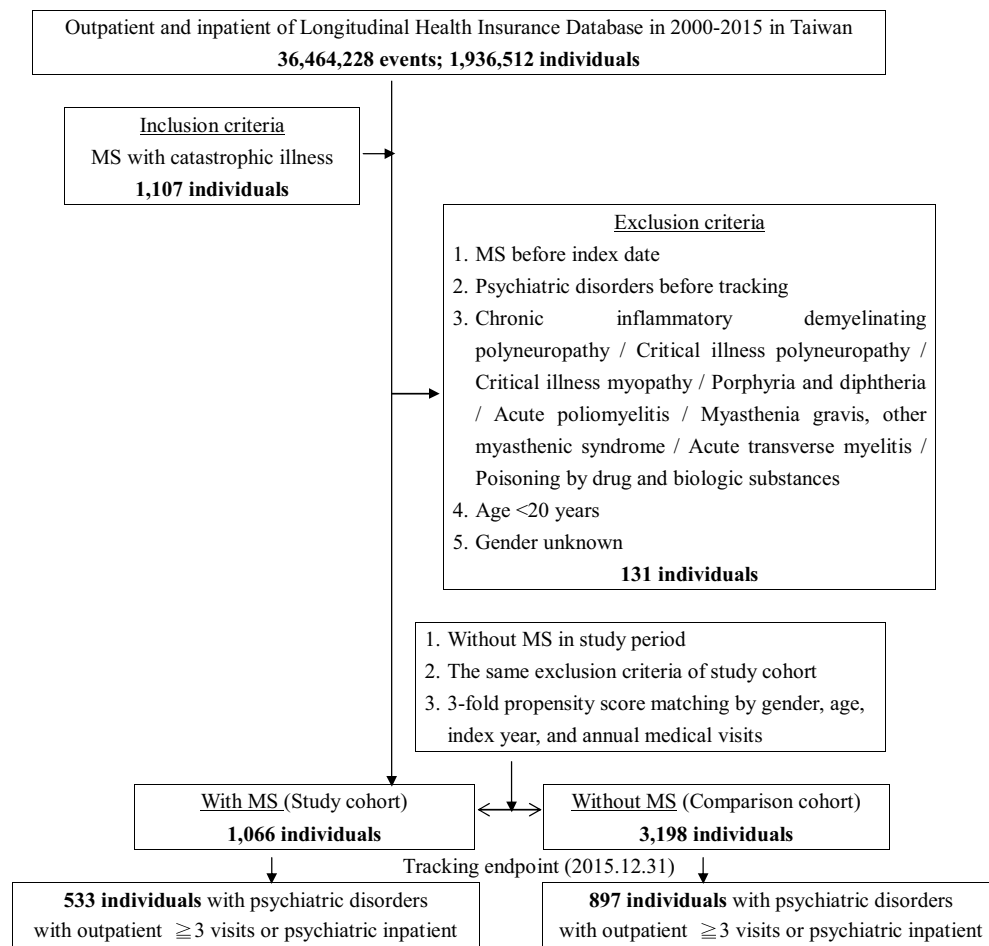 Outpatient and inpatient of Longitudinal Health Insurance Database in 2000-2015 in Taiwan
36,464,228 events; 1,936,512 individuals
Inclusion criteria
MS with catastrophic illness
1,107 individuals
Exclusion criteria
1. MS before index date
2. Psychiatric disorders before tracking
3. Chronic inflammatory demyelinating
polyneuropathy / Critical illness polyneuropathy /
Critical illness myopathy / Porphyria and diphtheria
/ Acute poliomyelitis / Myasthenia gravis, other
myasthenic syndrome / Acute transverse myelitis /
Poisoning by drug and biologic substances
4. Age <20 years
5. Gender unknown
131 individuals
1. Without MS in study period
2. The same exclusion criteria of study cohort
3. 3-fold propensity score matching by gender, age,
index year, and annual medical visits
With MS (Study cohort)
1,066 individuals
Without MS (Comparison cohort)
3,198 individuals
Tracking endpoint (2015.12.31)
533 individuals with psychiatric disorders
with outpatient ≧3 visits or psychiatric inpatient
897 individuals with psychiatric disorders
with outpatient ≧3 visits or psychiatric inpatient